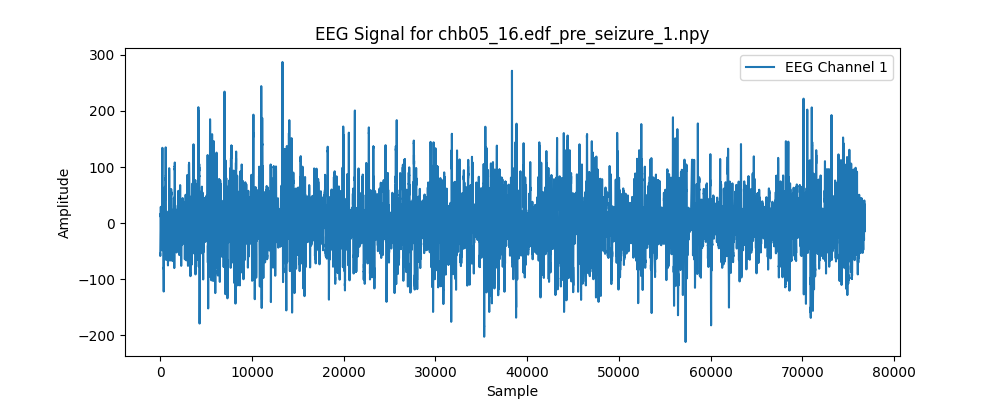 EEG Signal for chb05_16.edf_pre_seizure_1.npy
EEG Channel 1
300
200
100
0
−100
−200
Amplitude
0 10000 20000 30000 40000 50000 60000 70000 80000
Sample